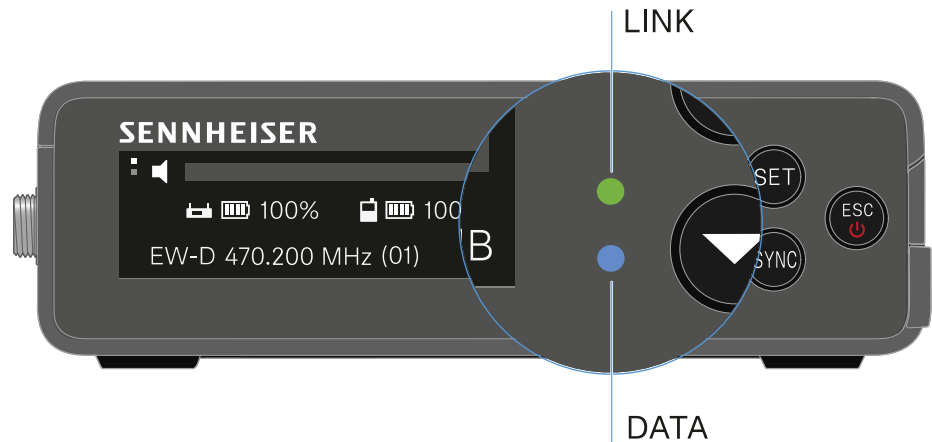 LINK
SENNHEISER
100%
100
EW-D 470.200 MHz (01)
B
SET
ESC
SYNC
DATA